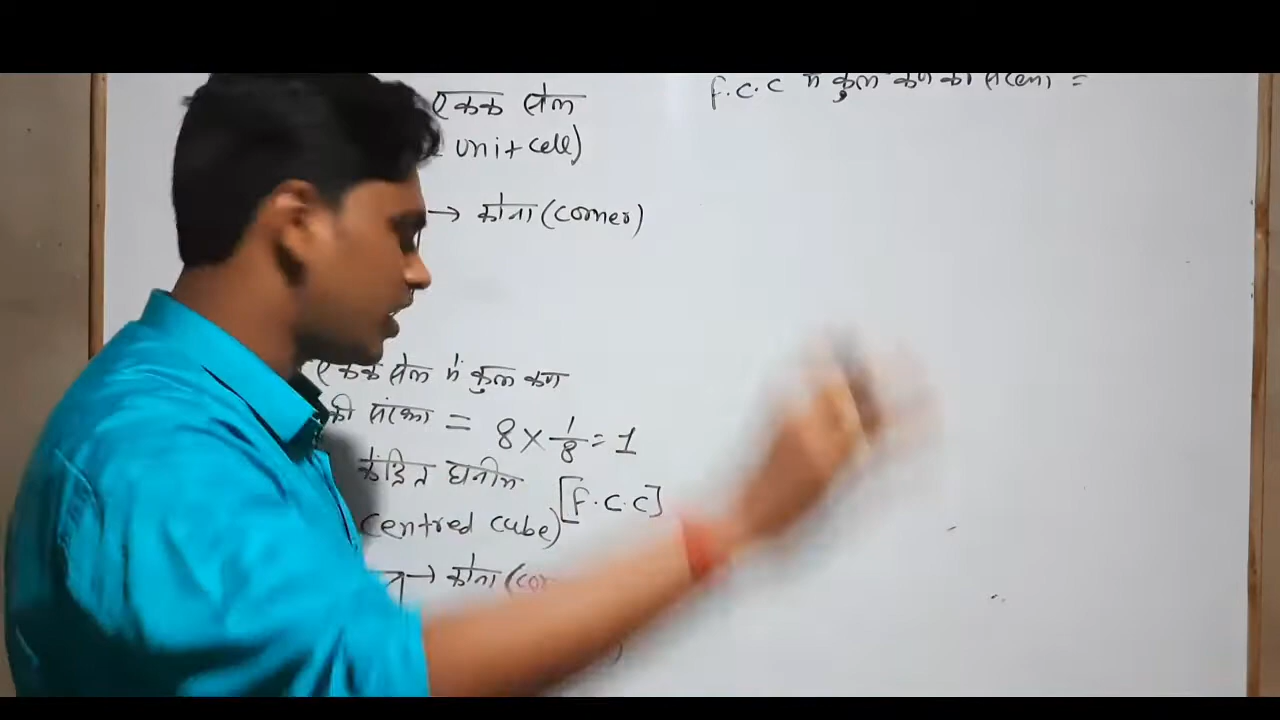 एकक सेल
unit cell)
→ कोना (corner)
एकक सेल में कुल कण
की संख्या = 8 × 1/8 = 1
केंद्रित घनीय
centred cube) [F.C.C]
→ कोना (cor
f.c.c में कुल कण की संख्या =